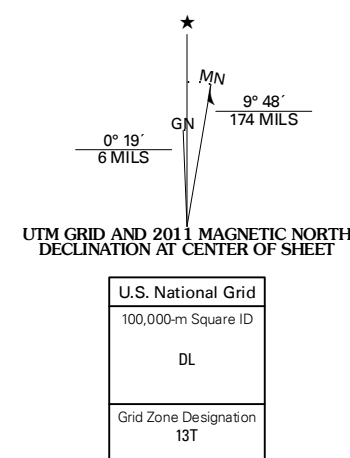 ★
MN
GN
9° 48´
174 MILS
0° 19´
6 MILS
UTM GRID AND 2011 MAGNETIC NORTH
DECLINATION AT CENTER OF SHEET
U.S. National Grid
100,000-m Square ID
DL
Grid Zone Designation
13T